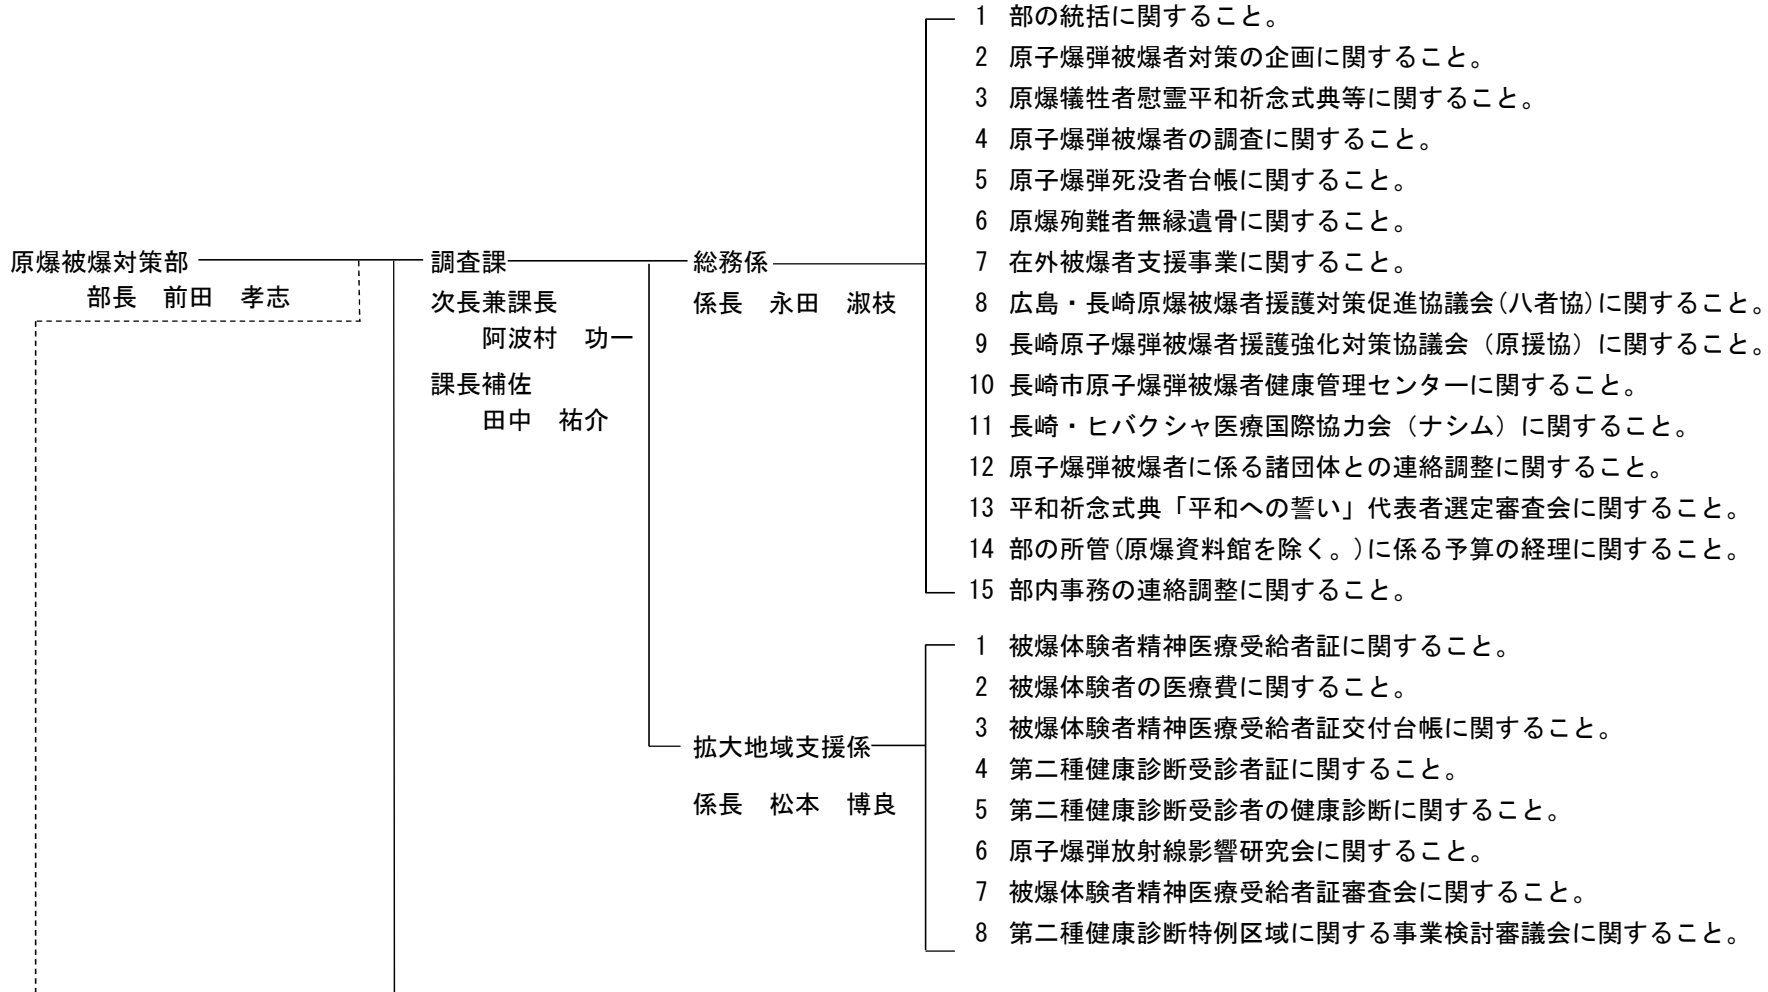 原爆被爆対策部
部長　前田　孝志
調査課
次長兼課長
阿波村　功一
課長補佐
田中　祐介
総務係
係長　永田　淑枝
1 部の統括に関すること。
2 原子爆弾被爆者対策の企画に関すること。
3 原爆犠牲者慰霊平和祈念式典等に関すること。
4 原子爆弾被爆者の調査に関すること。
5 原子爆弾死没者台帳に関すること。
6 原爆殉難者無縁遺骨に関すること。
7 在外被爆者支援事業に関すること。
8 広島・長崎原爆被爆者援護対策促進協議会(八者協)に関すること。
9 長崎原子爆弾被爆者援護強化対策協議会（原援協）に関すること。
10 長崎市原子爆弾被爆者健康管理センターに関すること。
11 長崎・ヒバクシャ医療国際協力会（ナシム）に関すること。
12 原子爆弾被爆者に係る諸団体との連絡調整に関すること。
13 平和祈念式典「平和への誓い」代表者選定審査会に関すること。
14 部の所管(原爆資料館を除く。)に係る予算の経理に関すること。
15 部内事務の連絡調整に関すること。
拡大地域支援係
係長　松本　博良
1 被爆体験者精神医療受給者証に関すること。
2 被爆体験者の医療費に関すること。
3 被爆体験者精神医療受給者証交付台帳に関すること。
4 第二種健康診断受診者証に関すること。
5 第二種健康診断受診者の健康診断に関すること。
6 原子爆弾放射線影響研究会に関すること。
7 被爆体験者精神医療受給者証審査会に関すること。
8 第二種健康診断特例区域に関する事業検討審議会に関すること。